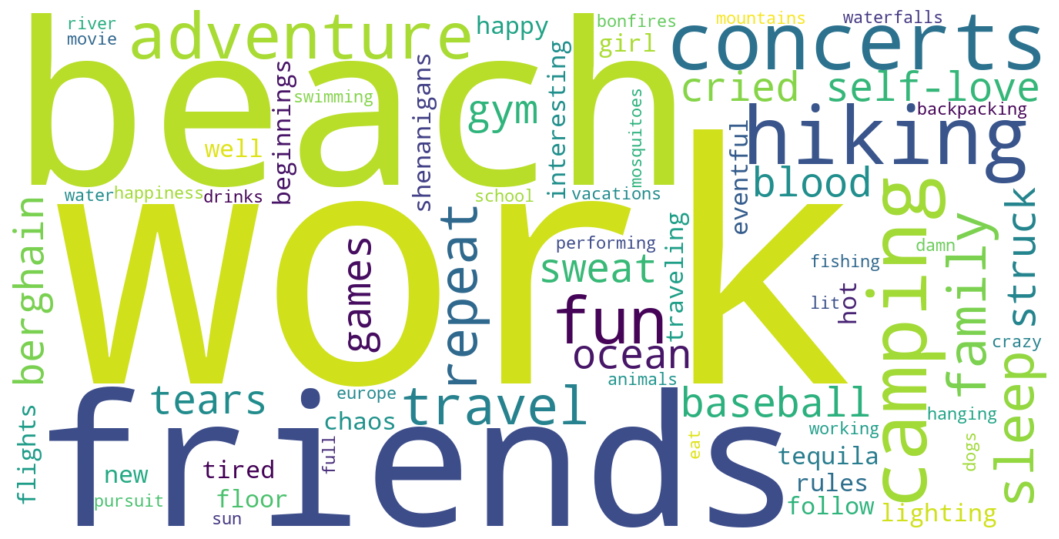 river
movie
adventure
happy
bonfires
girl
mountains
waterfalls
concerts
beach
swimming
beginnings
shenanigans
gym
interesting
mosquitoes
cried
self-love
backpacking
hiking
well
water
happiness
drinks
school
vacations
eventful
blood
work
berghain
games
repeat
performing
sweat
traveling
fun
ocean
animals
camping
damn
family
struck
fishing
lit
hot
crazy
sleep
friends
tears
europe
chaos
travel
baseball
working
hanging
flights
new
pursuit
tired
floor
sun
full
eat
tequila
rules
follow
dogs
lighting